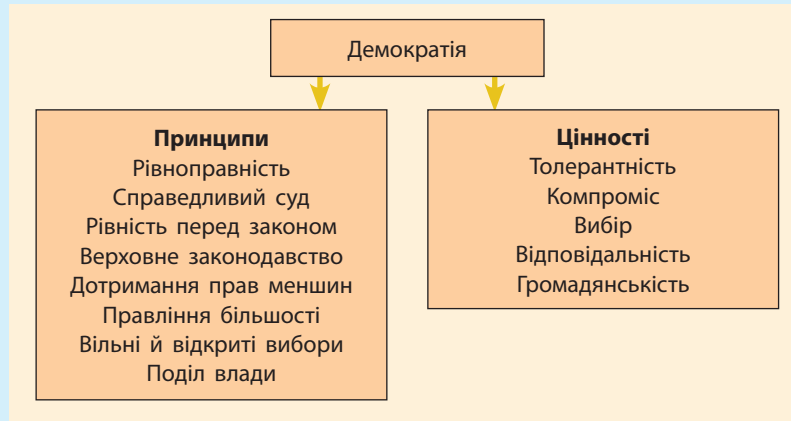 Демократія
Принципи
Рівноправність
Справедливий суд
Рівність перед законом
Верховне законодавство
Дотримання прав меншин
Правління більшості
Вільні й відкриті вибори
Поділ влади
Цінності
Толерантність
Компроміс
Вибір
Відповідальність
Громадянськість